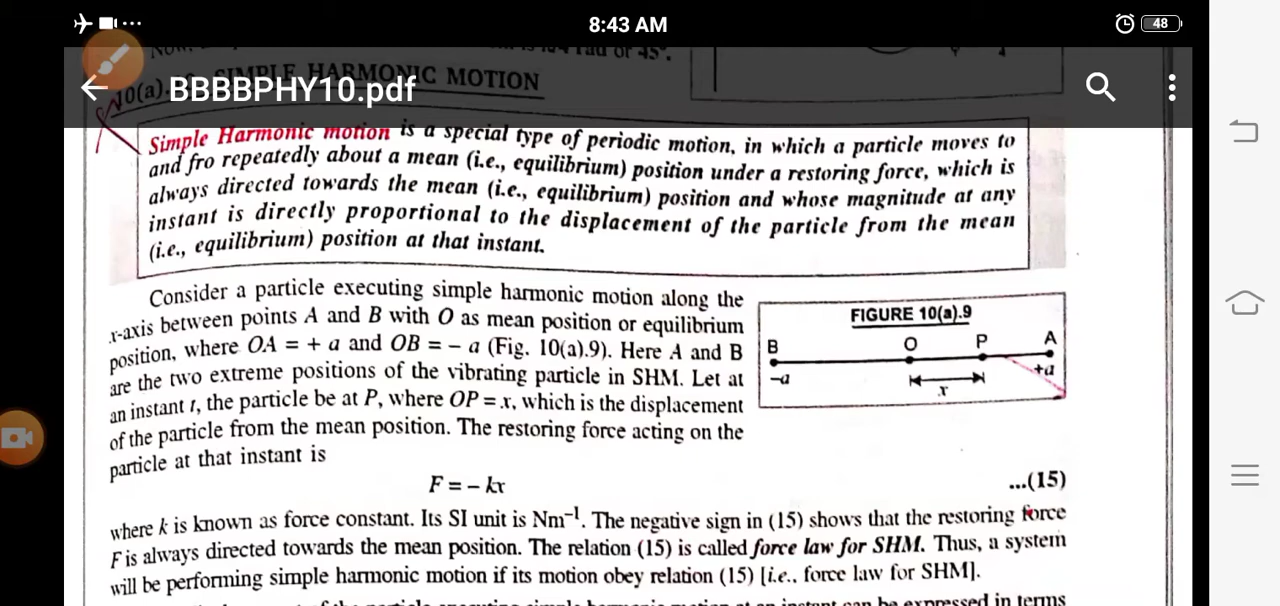 8:43 AM
48
BBBBPHY10.pdf
10(a). SIMPLE HARMONIC MOTION
Simple Harmonic motion is a special type of periodic motion, in which a particle moves to
and fro repeatedly about a mean (i.e., equilibrium) position under a restoring force, which is
always directed towards the mean (i.e., equilibrium) position and whose magnitude at any
instant is directly proportional to the displacement of the particle from the mean
(i.e., equilibrium) position at that instant.
Consider a particle executing simple harmonic motion along the
x-axis between points A and B with O as mean position or equilibrium
position, where OA = + a and OB = – a (Fig. 10(a).9). Here A and B
are the two extreme positions of the vibrating particle in SHM. Let at
an instant t, the particle be at P, where OP = x, which is the displacement
of the particle from the mean position. The restoring force acting on the
particle at that instant is
FIGURE 10(a).9
B O P A
–a +a
x
F = – kx ...(15)
where k is known as force constant. Its SI unit is Nm⁻¹. The negative sign in (15) shows that the restoring force
F is always directed towards the mean position. The relation (15) is called force law for SHM. Thus, a system
will be performing simple harmonic motion if its motion obey relation (15) [i.e., force law for SHM].